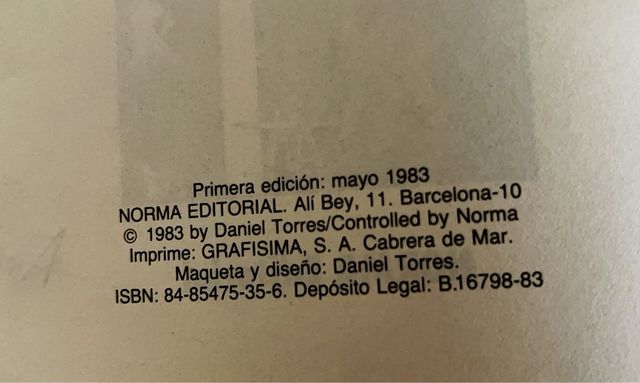 Primera edición: mayo 1983
NORMA EDITORIAL. Alí Bey, 11. Barcelona-10
© 1983 by Daniel Torres/Controlled by Norma
Imprime: GRAFISIMA, S. A. Cabrera de Mar.
Maqueta y diseño: Daniel Torres.
ISBN: 84-85475-35-6. Depósito Legal: B.16798-83